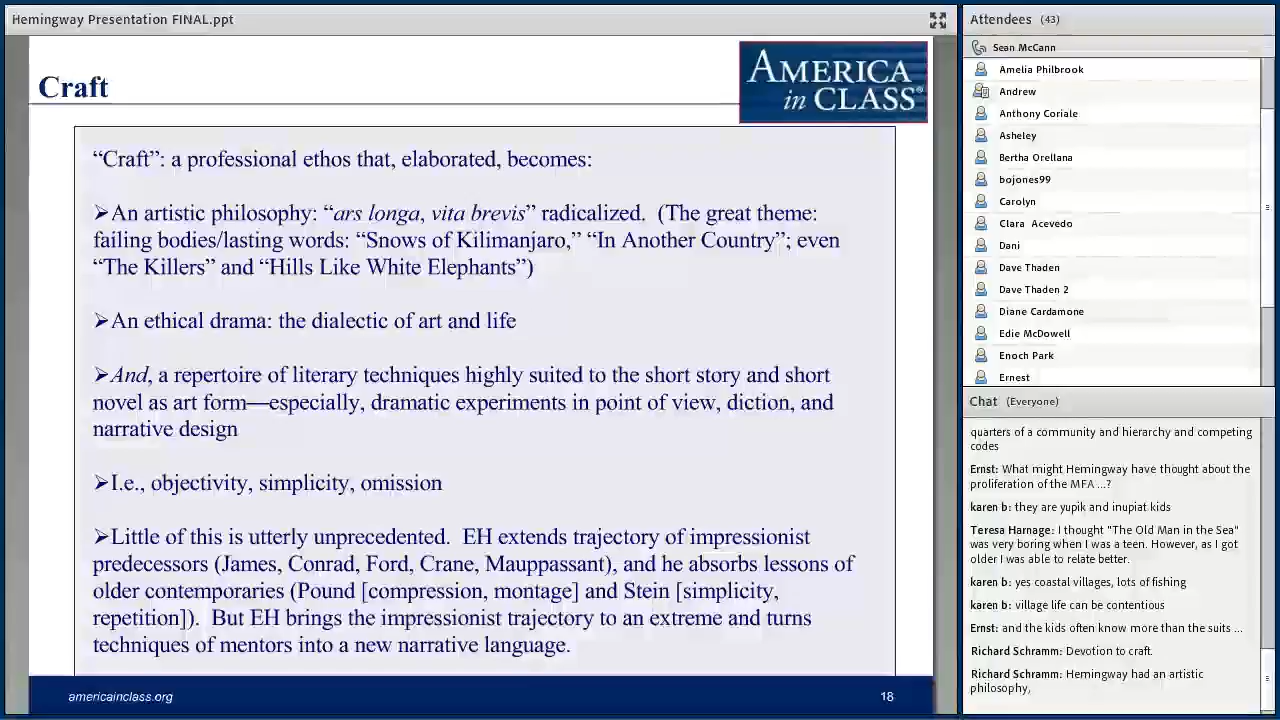 Hemingway Presentation FINAL.ppt
AMERICA
in CLASS®
Craft
“Craft”: a professional ethos that, elaborated, becomes:
➢An artistic philosophy: “ars longa, vita brevis” radicalized. (The great theme:
failing bodies/lasting words: “Snows of Kilimanjaro,” “In Another Country”; even
“The Killers” and “Hills Like White Elephants”)
➢An ethical drama: the dialectic of art and life
➢And, a repertoire of literary techniques highly suited to the short story and short
novel as art form—especially, dramatic experiments in point of view, diction, and
narrative design
➢I.e., objectivity, simplicity, omission
➢Little of this is utterly unprecedented. EH extends trajectory of impressionist
predecessors (James, Conrad, Ford, Crane, Mauppassant), and he absorbs lessons of
older contemporaries (Pound [compression, montage] and Stein [simplicity,
repetition]). But EH brings the impressionist trajectory to an extreme and turns
techniques of mentors into a new narrative language.
americainclass.org
18
Attendees (43)
Sean McCann
Amelia Philbrook
Andrew
Anthony Coriale
Asheley
Bertha Orellana
bojones99
Carolyn
Clara Acevedo
Dani
Dave Thaden
Dave Thaden 2
Diane Cardamone
Edie McDowell
Enoch Park
Ernest
Chat (Everyone)
quarters of a community and hierarchy and competing
codes
Ernst: What might Hemingway have thought about the
proliferation of the MFA ...?
karen b: they are yupik and inupiat kids
Teresa Harnage: I thought "The Old Man in the Sea"
was very boring when I was a teen. However, as I got
older I was able to relate better.
karen b: yes coastal villages, lots of fishing
karen b: village life can be contentious
Ernst: and the kids often know more than the suits ...
Richard Schramm: Devotion to craft.
Richard Schramm: Hemingway had an artistic
philosophy,